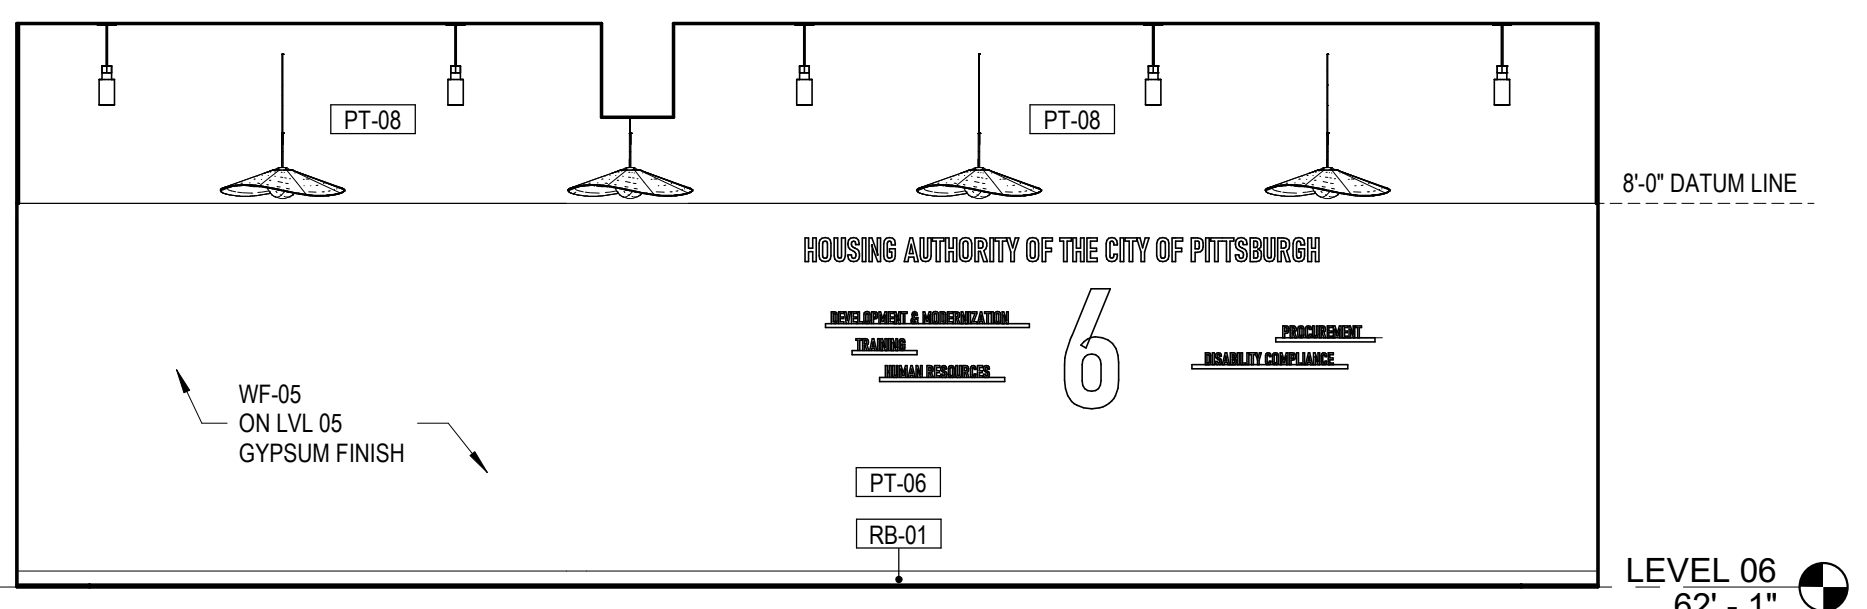 PT-08
PT-08
8'-0" DATUM LINE
HOUSING AUTHORITY OF THE CITY OF PITTSBURGH
6
DEVELOPMENT & MODERNIZATION
TRAINING
HUMAN RESOURCES
PROCUREMENT
DISABILITY COMPLIANCE
WF-05
ON LVL 05
GYPSUM FINISH
PT-06
RB-01
LEVEL 06
62' - 1"